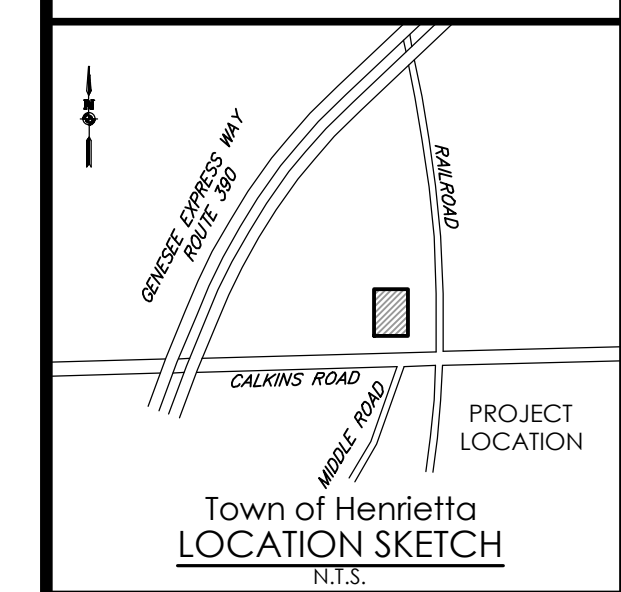 N
GENESEE EXPRESS WAY
ROUTE 390
RAILROAD
CALKINS ROAD
MIDDLE ROAD
PROJECT
LOCATION
Town of Henrietta
LOCATION SKETCH
N.T.S.